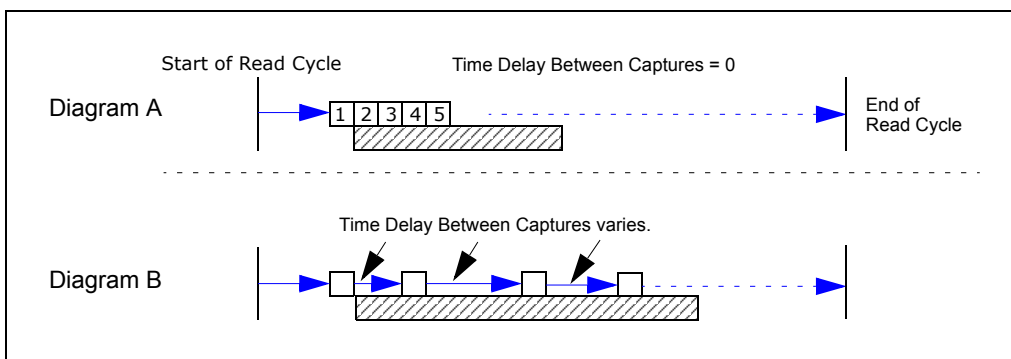 Start of Read Cycle
Time Delay Between Captures = 0
Diagram A
1 2 3 4 5
End of
Read Cycle
Time Delay Between Captures varies.
Diagram B